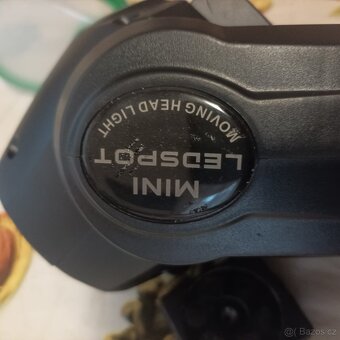 MINI
LEDSPOT
MOVING HEAD LIGHT
Bazos.cz